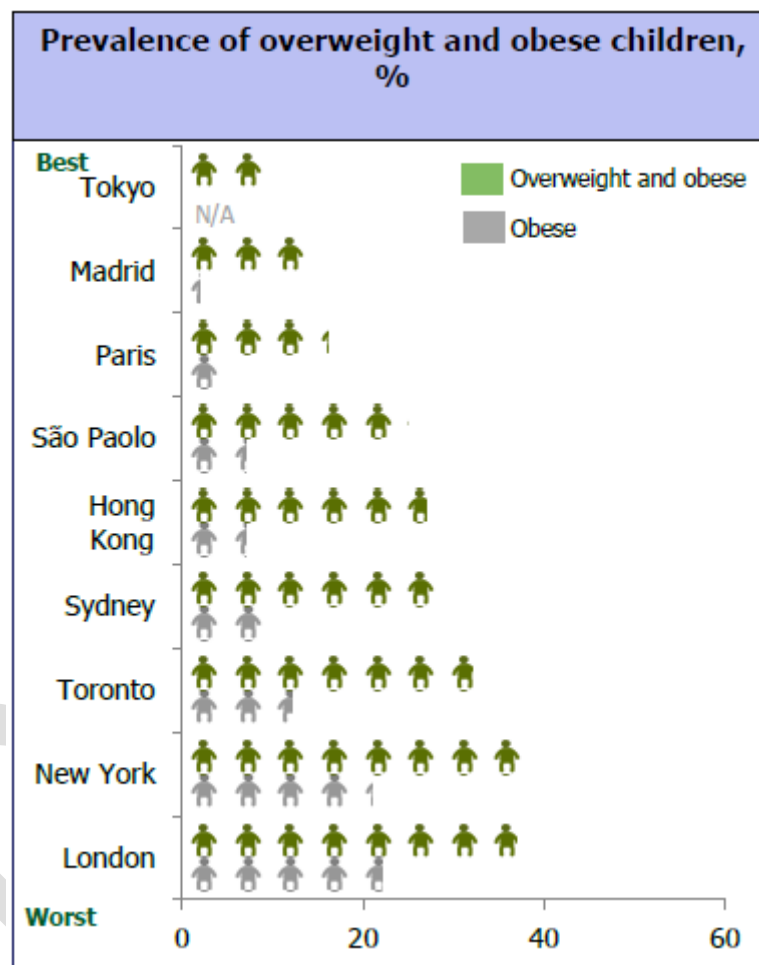 Prevalence of overweight and obese children,
%
Best
Tokyo
N/A
Overweight and obese
Obese
Madrid
Paris
São Paolo
Hong
Kong
Sydney
Toronto
New York
London
Worst
0 20 40 60